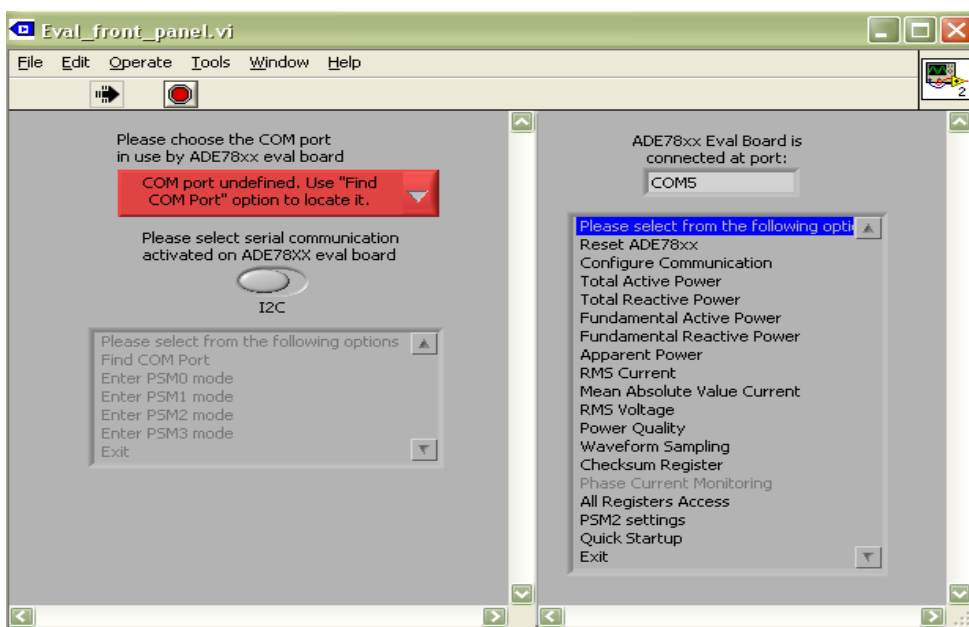 Eval_front_panel.vi
File Edit Operate Tools Window Help
2
Please choose the COM port
in use by ADE78xx eval board
COM port undefined. Use "Find
COM Port" option to locate it.
Please select serial communication
activated on ADE78XX eval board
I2C
Please select from the following options
Find COM Port
Enter PSM0 mode
Enter PSM1 mode
Enter PSM2 mode
Enter PSM3 mode
Exit
ADE78xx Eval Board is
connected at port:
COM5
Please select from the following opti
Reset ADE78xx
Configure Communication
Total Active Power
Total Reactive Power
Fundamental Active Power
Fundamental Reactive Power
Apparent Power
RMS Current
Mean Absolute Value Current
RMS Voltage
Power Quality
Waveform Sampling
Checksum Register
Phase Current Monitoring
All Registers Access
PSM2 settings
Quick Startup
Exit